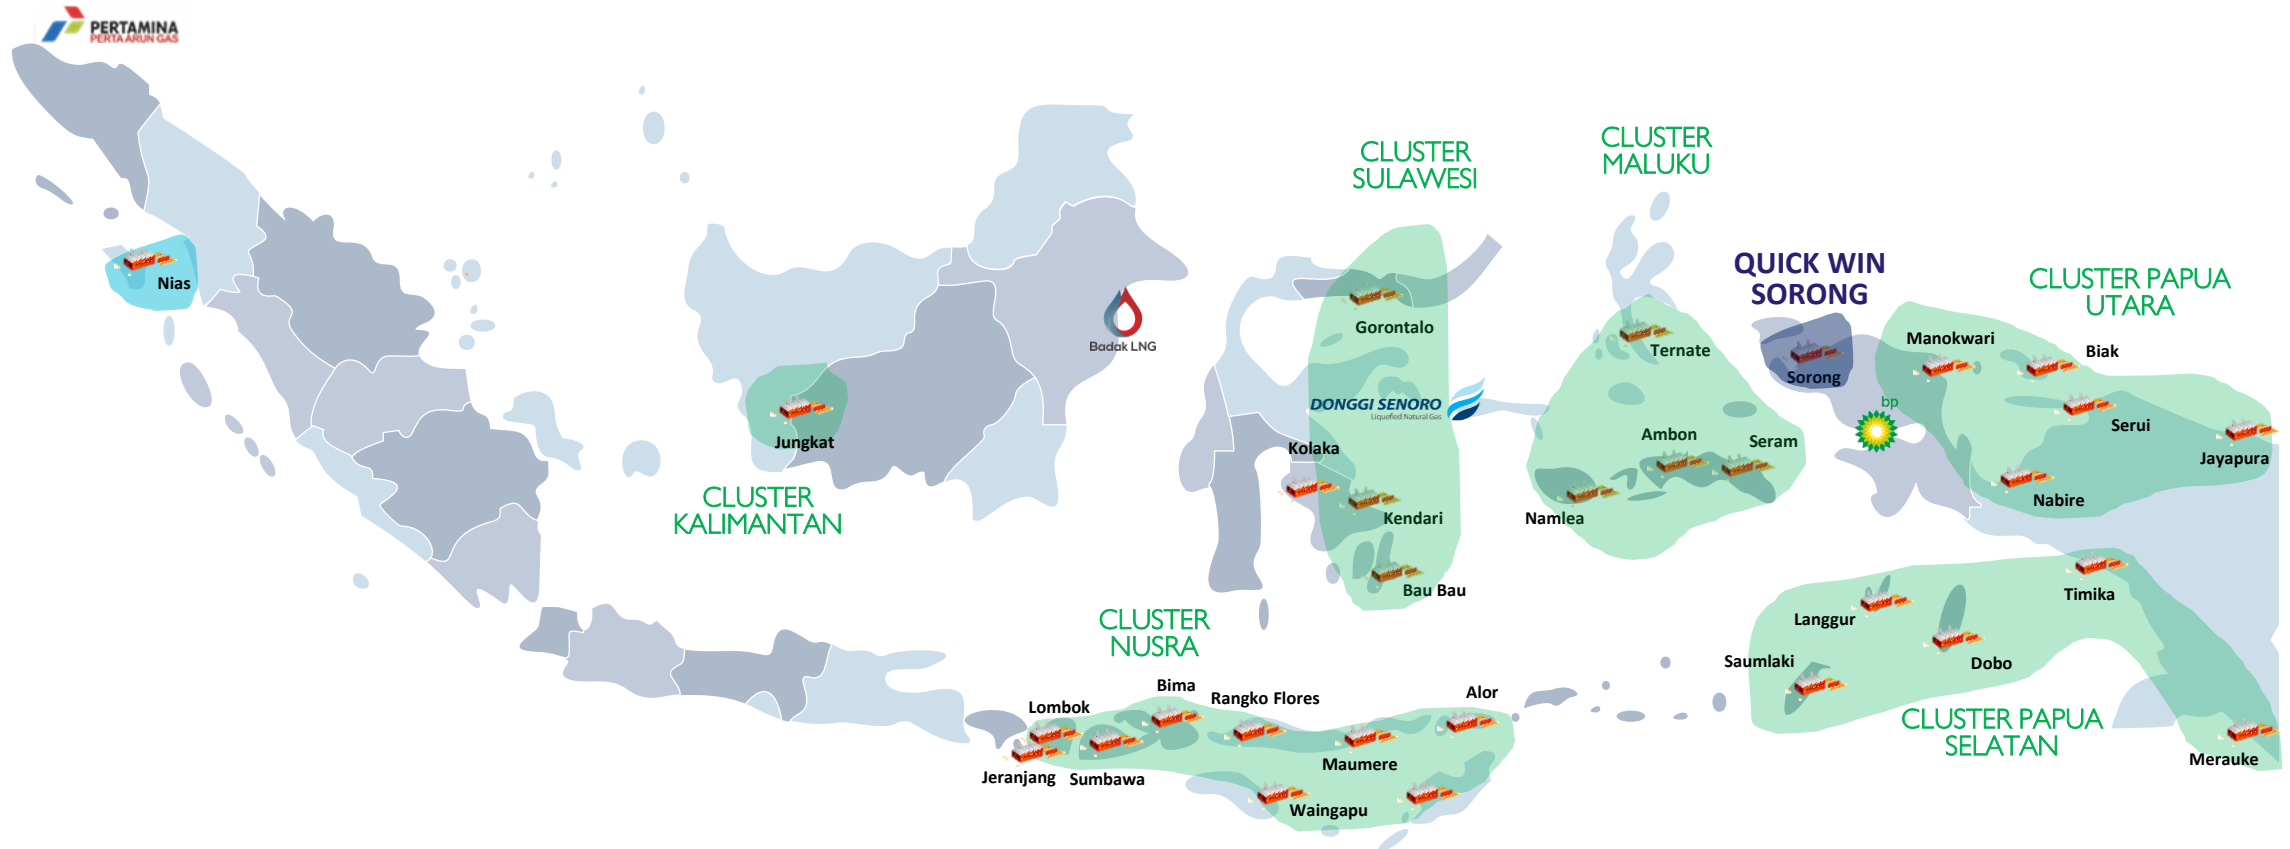 PERTAMINA
PERTA ARUN GAS
Nias
Jungkat
CLUSTER
KALIMANTAN
Badak LNG
CLUSTER
SULAWESI
Gorontalo
DONGGI SENORO
Liquefied Natural Gas
Kolaka
Kendari
Bau Bau
CLUSTER
MALUKU
Ternate
Ambon
Seram
Namlea
QUICK WIN
SORONG
Sorong
bp
CLUSTER PAPUA
UTARA
Manokwari
Biak
Serui
Jayapura
Nabire
CLUSTER
NUSRA
Lombok
Bima
Rangko Flores
Alor
Jeranjang
Sumbawa
Maumere
Waingapu
Langgur
Timika
Saumlaki
Dobo
CLUSTER PAPUA
SELATAN
Merauke